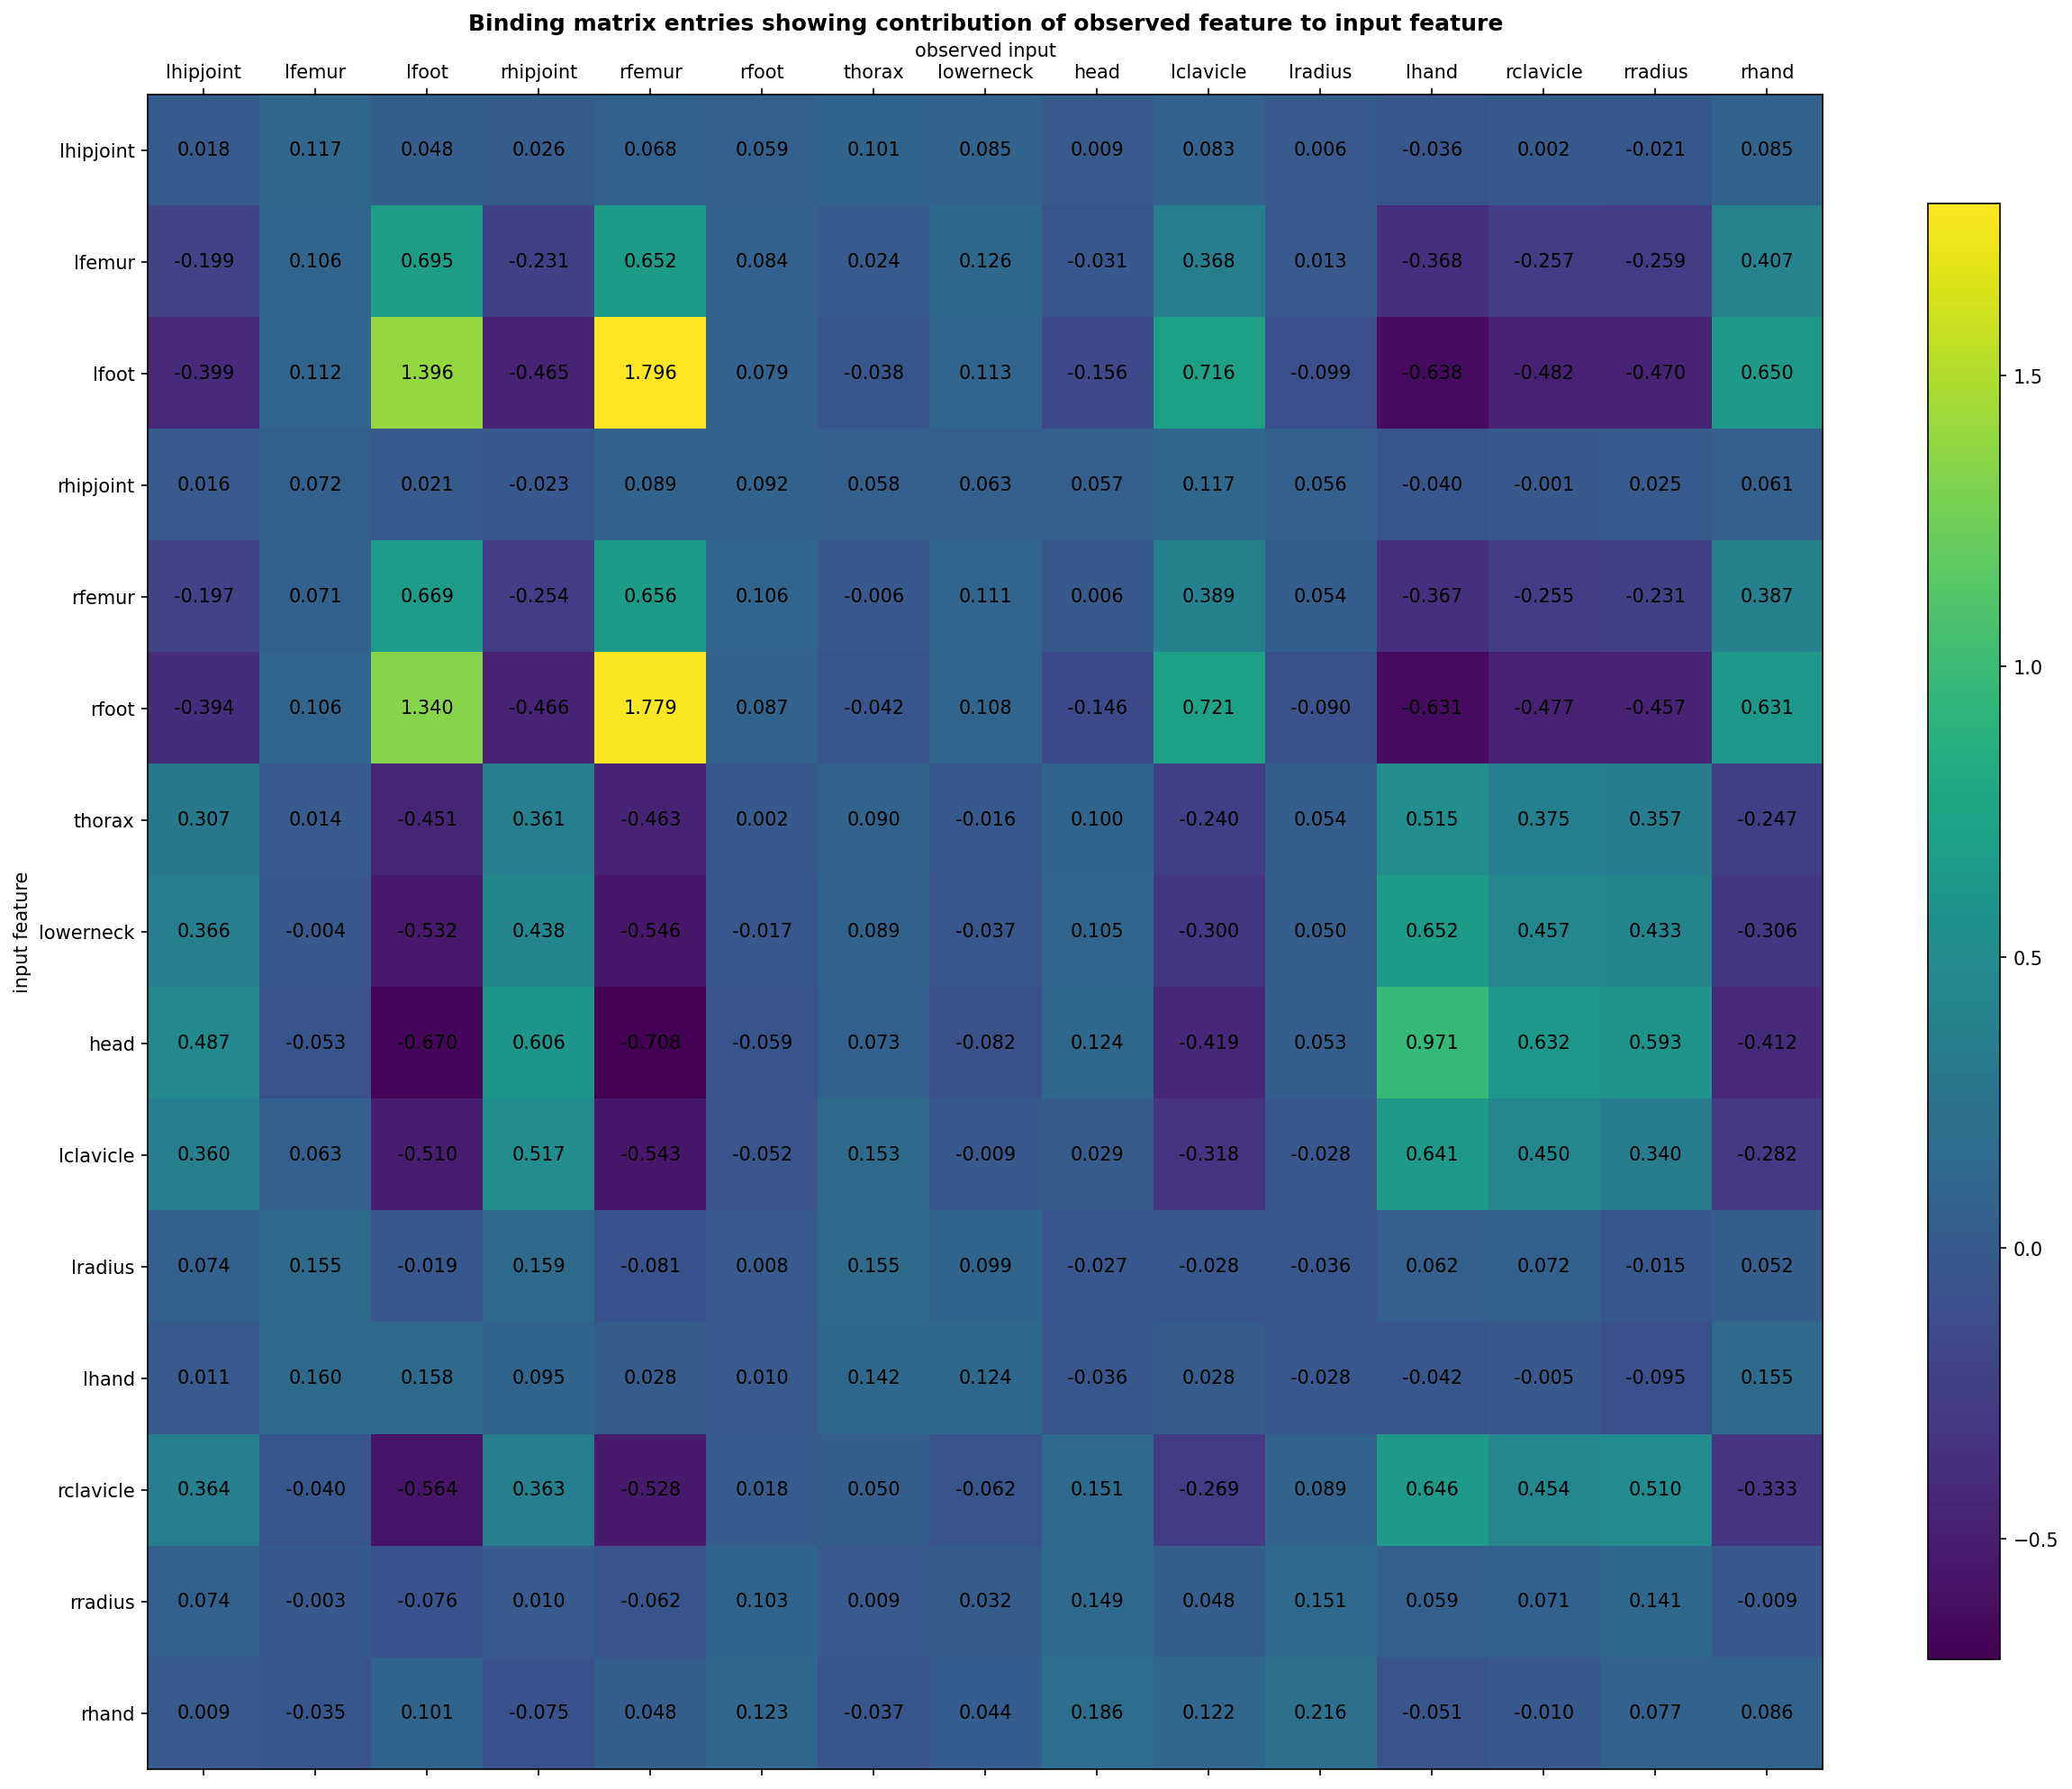 Binding matrix entries showing contribution of observed feature to input feature
observed input
lhipjoint lfemur lfoot rhipjoint rfemur rfoot thorax lowerneck head lclavicle lradius lhand rclavicle rradius rhand
lhipjoint 0.018 0.117 0.048 0.026 0.068 0.059 0.101 0.085 0.009 0.083 0.006 -0.036 0.002 -0.021 0.085
lfemur -0.199 0.106 0.695 -0.231 0.652 0.084 0.024 0.126 -0.031 0.368 0.013 -0.368 -0.257 -0.259 0.407
lfoot -0.399 0.112 1.396 -0.465 1.796 0.079 -0.038 0.113 -0.156 0.716 -0.099 -0.638 -0.482 -0.470 0.650
rhipjoint 0.016 0.072 0.021 -0.023 0.089 0.092 0.058 0.063 0.057 0.117 0.056 -0.040 -0.001 0.025 0.061
rfemur -0.197 0.071 0.669 -0.254 0.656 0.106 -0.006 0.111 0.006 0.389 0.054 -0.367 -0.255 -0.231 0.387
rfoot -0.394 0.106 1.340 -0.466 1.779 0.087 -0.042 0.108 -0.146 0.721 -0.090 -0.631 -0.477 -0.457 0.631
thorax 0.307 0.014 -0.451 0.361 -0.463 0.002 0.090 -0.016 0.100 -0.240 0.054 0.515 0.375 0.357 -0.247
lowerneck 0.366 -0.004 -0.532 0.438 -0.546 -0.017 0.089 -0.037 0.105 -0.300 0.050 0.652 0.457 0.433 -0.306
head 0.487 -0.053 -0.670 0.606 -0.708 -0.059 0.073 -0.082 0.124 -0.419 0.053 0.971 0.632 0.593 -0.412
lclavicle 0.360 0.063 -0.510 0.517 -0.543 -0.052 0.153 -0.009 0.029 -0.318 -0.028 0.641 0.450 0.340 -0.282
lradius 0.074 0.155 -0.019 0.159 -0.081 0.008 0.155 0.099 -0.027 -0.028 -0.036 0.062 0.072 -0.015 0.052
lhand 0.011 0.160 0.158 0.095 0.028 0.010 0.142 0.124 -0.036 0.028 -0.028 -0.042 -0.005 -0.095 0.155
rclavicle 0.364 -0.040 -0.564 0.363 -0.528 0.018 0.050 -0.062 0.151 -0.269 0.089 0.646 0.454 0.510 -0.333
rradius 0.074 -0.003 -0.076 0.010 -0.062 0.103 0.009 0.032 0.149 0.048 0.151 0.059 0.071 0.141 -0.009
rhand 0.009 -0.035 0.101 -0.075 0.048 0.123 -0.037 0.044 0.186 0.122 0.216 -0.051 -0.010 0.077 0.086
input feature
1.5
1.0
0.5
0.0
−0.5